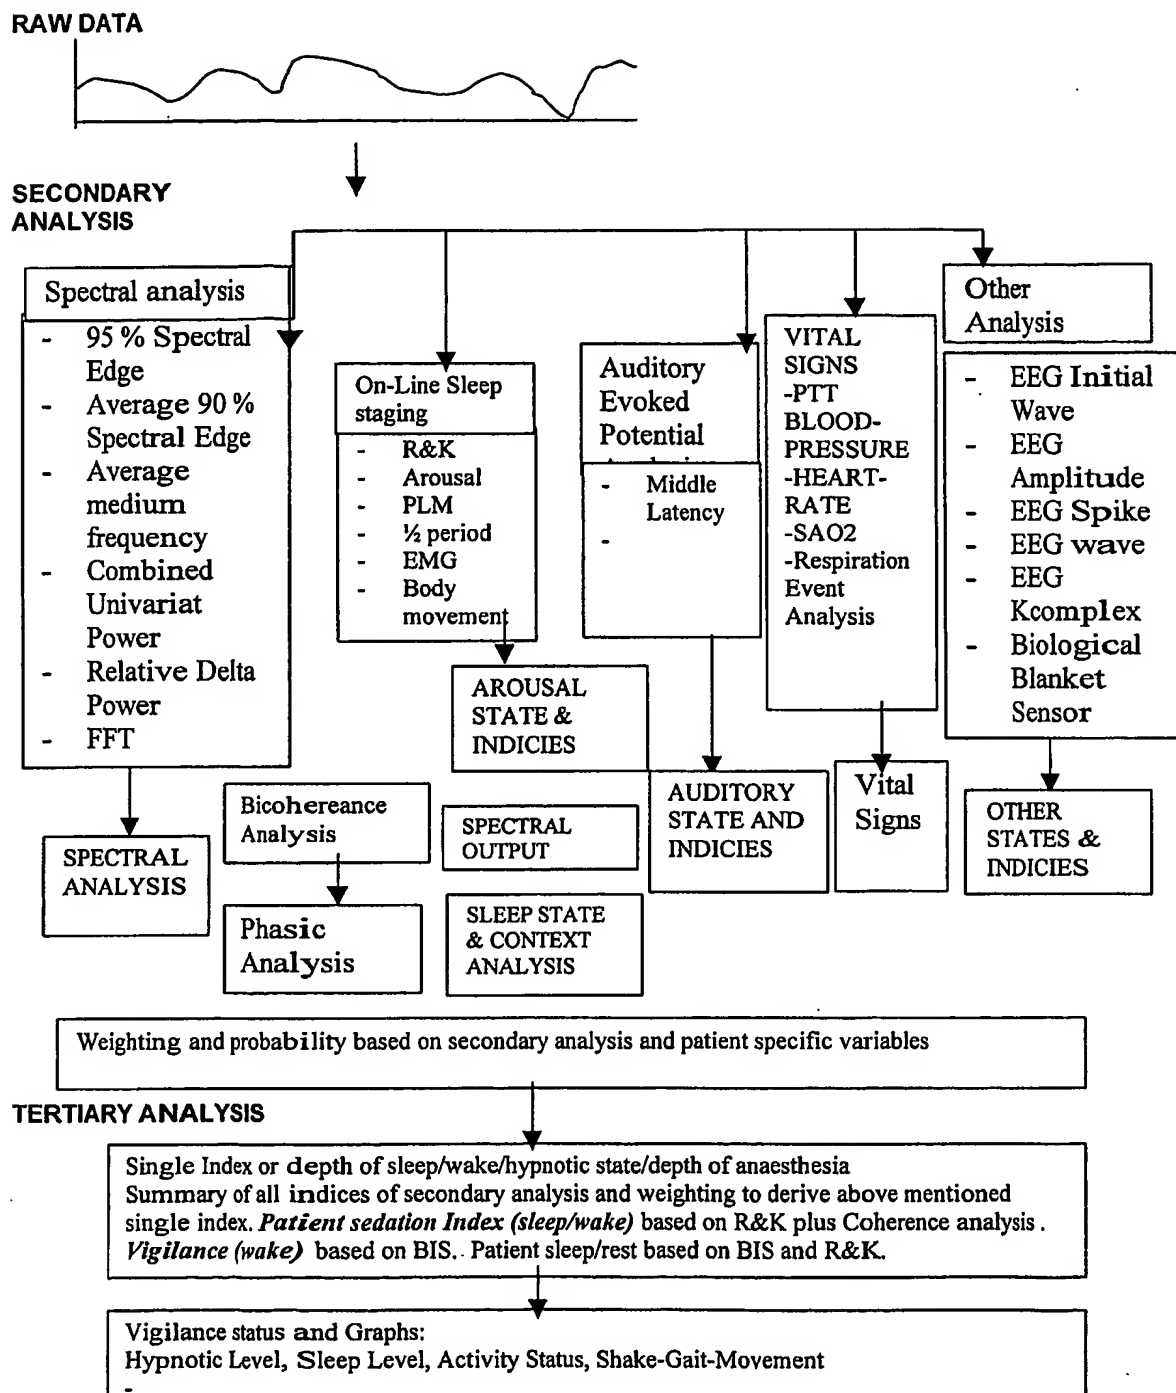 RAW DATA
SECONDARY
ANALYSIS
Spectral analysis
- 95 % Spectral
Edge
- Average 90 %
Spectral Edge
- Average
medium
frequency
- Combined
Univariat
Power
- Relative Delta
Power
- FFT
On-Line Sleep
staging
- R&K
- Arousal
- PLM
- ½ period
- EMG
- Body
movement
Auditory
Evoked
Potential
- Middle
Latency
-
VITAL
SIGNS
-PTT
BLOOD-
PRESSURE
-HEART-
RATE
-SAO2
-Respiration
Event
Analysis
Other
Analysis
- EEG Initial
Wave
- EEG
Amplitude
- EEG Spike
- EEG wave
- EEG
Kcomplex
- Biological
Blanket
Sensor
SPECTRAL
ANALYSIS
Bicohereance
Analysis
Phasic
Analysis
AROUSAL
STATE &
INDICIES
SPECTRAL
OUTPUT
SLEEP STATE
& CONTEXT
ANALYSIS
AUDITORY
STATE AND
INDICIES
Vital
Signs
OTHER
STATES &
INDICIES
Weighting and probability based on secondary analysis and patient specific variables
TERTIARY ANALYSIS
Single Index or depth of sleep/wake/hypnotic state/depth of anaesthesia
Summary of all indices of secondary analysis and weighting to derive above mentioned
single index. Patient sedation Index (sleep/wake) based on R&K plus Coherence analysis.
Vigilance (wake) based on BIS. Patient sleep/rest based on BIS and R&K.
Vigilance status and Graphs:
Hypnotic Level, Sleep Level, Activity Status, Shake-Gait-Movement
-